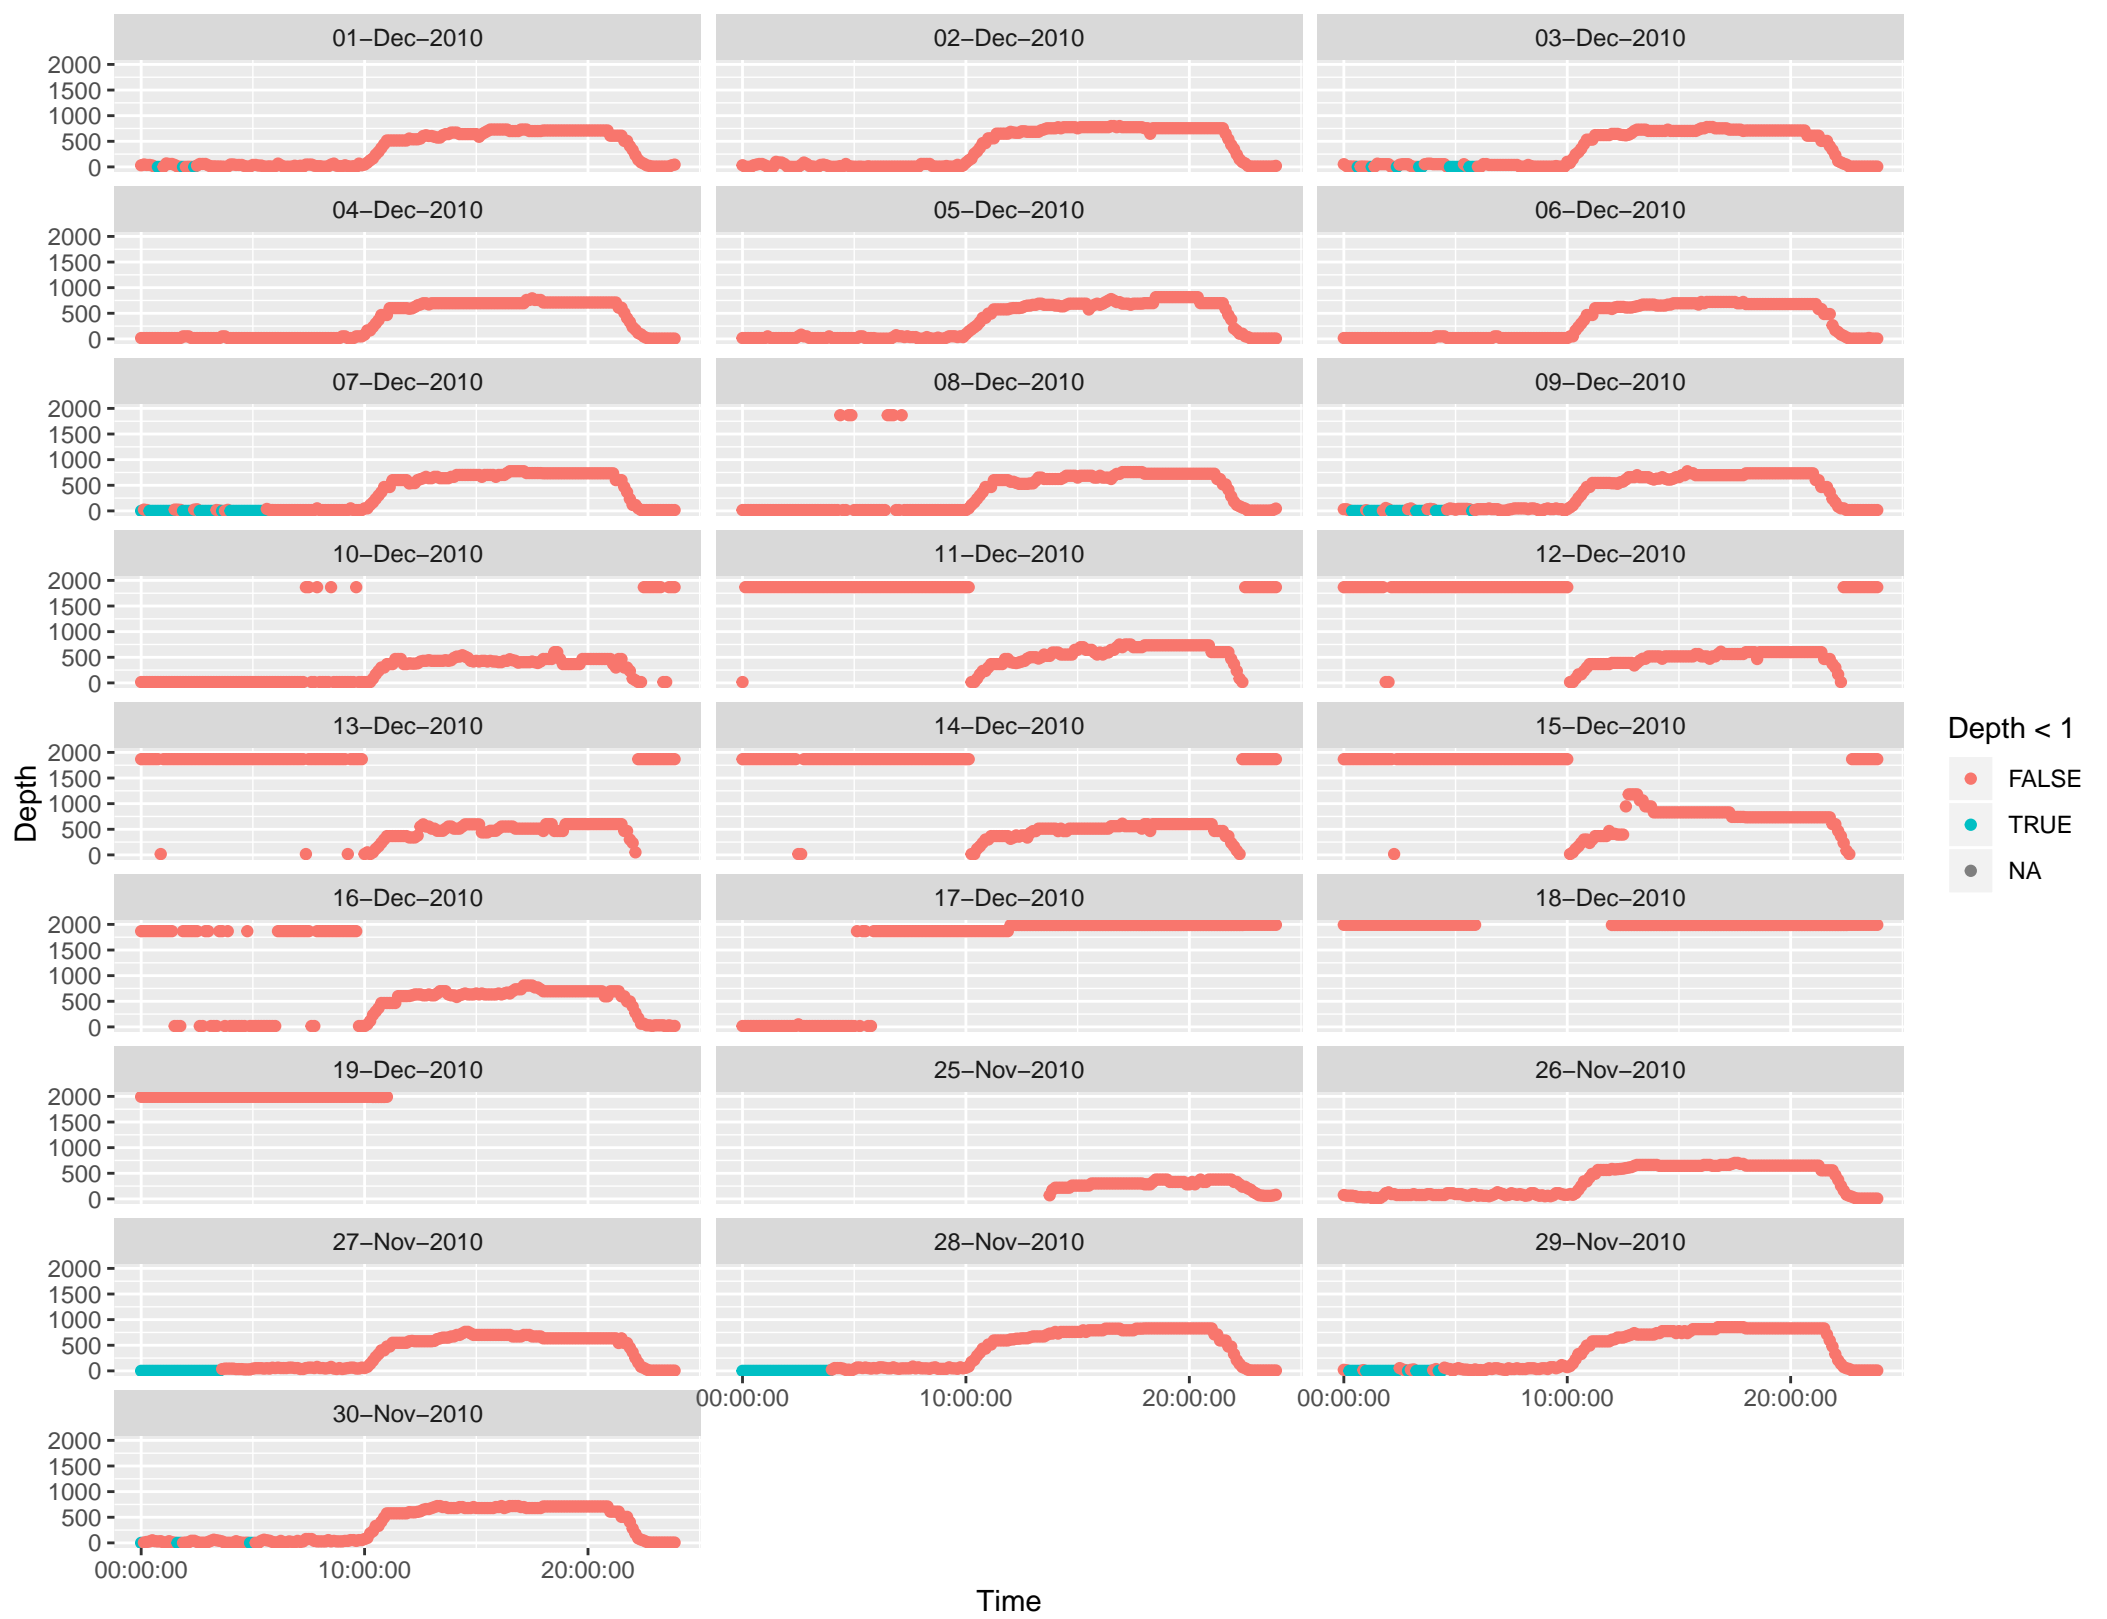 01−Dec−2010
02−Dec−2010
03−Dec−2010
2000
1500
1000
500
0
04−Dec−2010
05−Dec−2010
06−Dec−2010
2000
1500
1000
500
0
07−Dec−2010
08−Dec−2010
09−Dec−2010
2000
1500
1000
500
0
10−Dec−2010
11−Dec−2010
12−Dec−2010
2000
1500
1000
500
0
13−Dec−2010
14−Dec−2010
15−Dec−2010
2000
1500
1000
500
0
16−Dec−2010
17−Dec−2010
18−Dec−2010
2000
1500
1000
500
0
19−Dec−2010
25−Nov−2010
26−Nov−2010
2000
1500
1000
500
0
27−Nov−2010
28−Nov−2010
29−Nov−2010
2000
1500
1000
500
0
00:00:00 10:00:00 20:00:00
00:00:00 10:00:00 20:00:00
30−Nov−2010
2000
1500
1000
500
0
00:00:00 10:00:00 20:00:00
Time
Depth
Depth < 1
FALSE
TRUE
NA